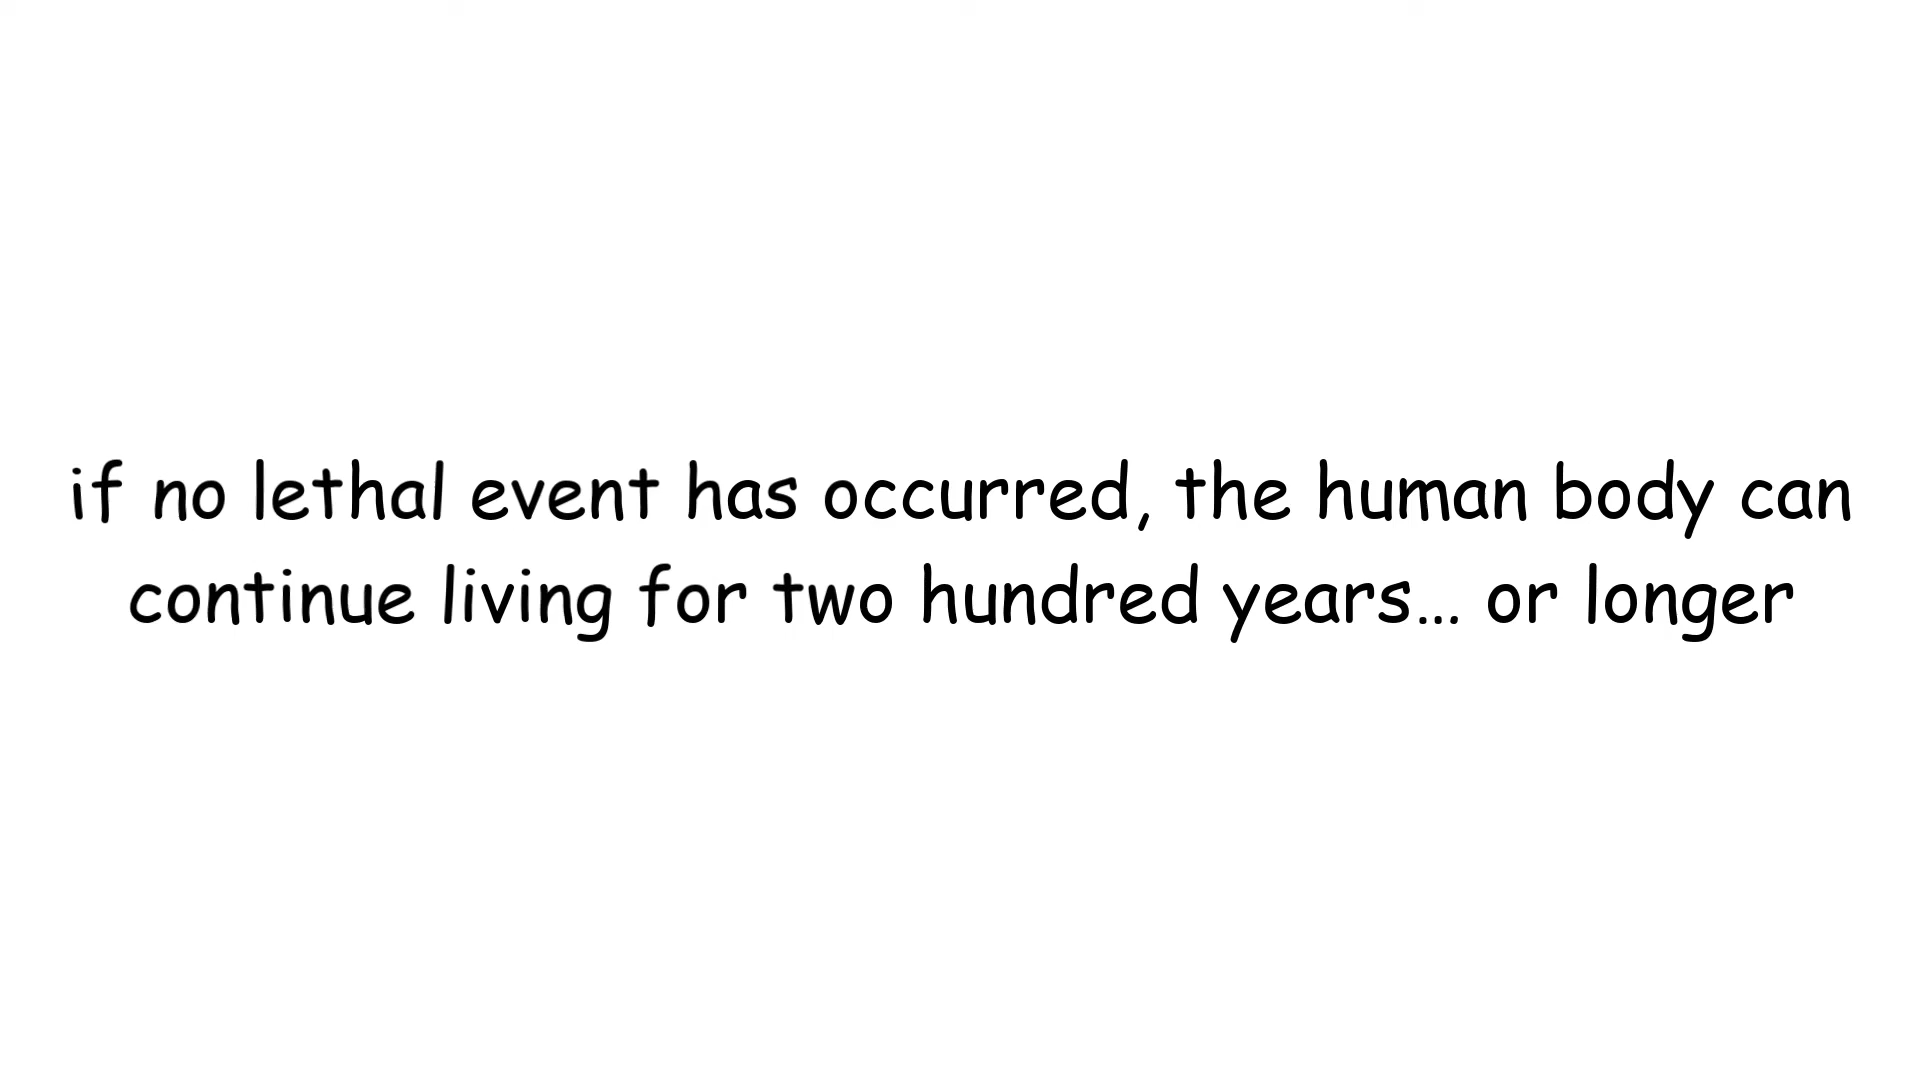 if no lethal event has occurred, the human body can
continue living for two hundred years... or longer